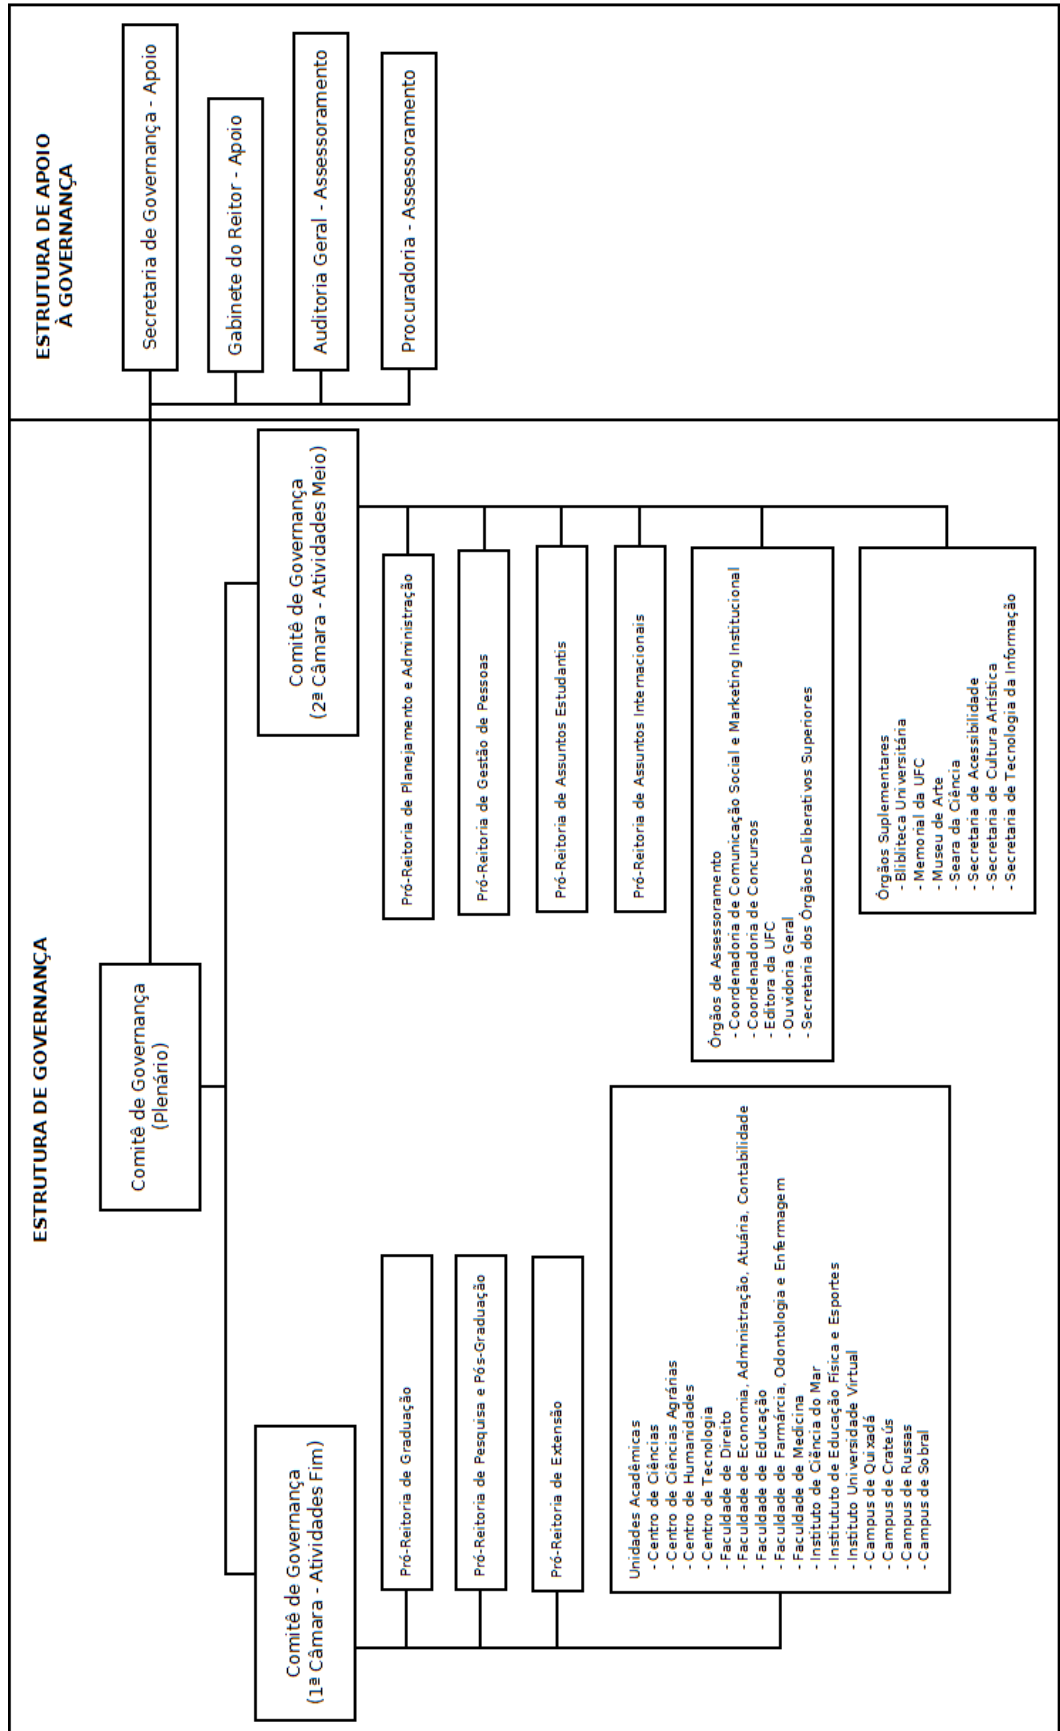 ESTRUTURA DE GOVERNANÇA
Comitê de Governança
(Plenário)
Comitê de Governança
(1ª Câmara - Atividades Fim)
Pró-Reitoria de Graduação
Pró-Reitoria de Pesquisa e Pós-Graduação
Pró-Reitoria de Extensão
Unidades Acadêmicas
- Centro de Ciências
- Centro de Ciências Agrárias
- Centro de Humanidades
- Centro de Tecnologia
- Faculdade de Direito
- Faculdade de Economia, Administração, Atuária, Contabilidade
- Faculdade de Educação
- Faculdade de Farmárcia, Odontologia e Enfermagem
- Faculdade de Medicina
- Instituto de Ciência do Mar
- Instituturo de Educação Física e Esportes
- Instituto Universidade Virtual
- Campus de Quixadá
- Campus de Crateús
- Campus de Russas
- Campus de Sobral
Comitê de Governança
(2ª Câmara - Atividades Meio)
Pró-Reitoria de Planejamento e Administração
Pró-Reitoria de Gestão de Pessoas
Pró-Reitoria de Assuntos Estudantis
Pró-Reitoria de Assuntos Internacionais
Órgãos de Assessoramento
- Coordenadoria de Comunicação Social e Marketing Institucional
- Coordenadoria de Concursos
- Editora da UFC
- Ouvidoria Geral
- Secretaria dos Órgãos Deliberativos Superiores
Órgãos Suplementares
- Blibliteca Universitária
- Memorial da UFC
- Museu de Arte
- Seara da Ciência
- Secretaria de Acessibilidade
- Secretaria de Cultura Artística
- Secretaria de Tecnologia da Informação
ESTRUTURA DE APOIO
À GOVERNANÇA
Secretaria de Governança - Apoio
Gabinete do Reitor - Apoio
Auditoria Geral - Assessoramento
Procuradoria - Assessoramento